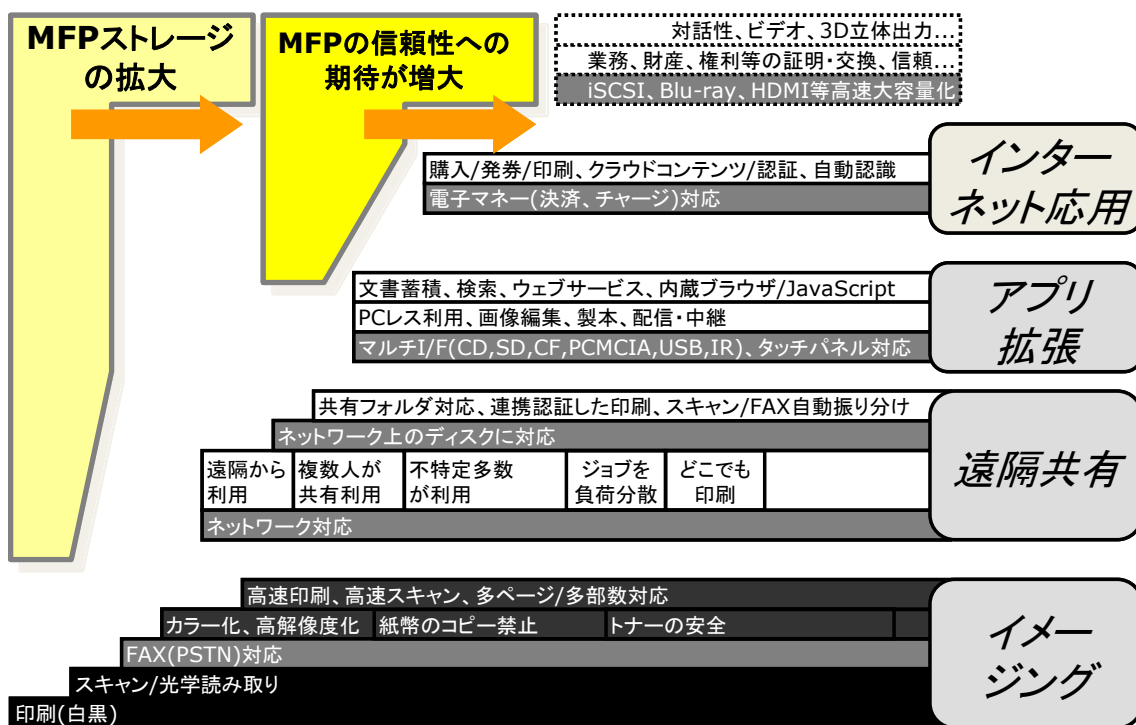 MFPストレージ
の拡大
MFPの信頼性への
期待が増大
対話性、ビデオ、3D立体出力...
業務、財産、権利等の証明・交換、信頼...
iSCSI、Blu-ray、HDMI等高速大容量化
購入/発券/印刷、クラウドコンテンツ/認証、自動認識
電子マネー(決済、チャージ)対応
インター
ネット応用
文書蓄積、検索、ウェブサービス、内蔵ブラウザ/JavaScript
PCレス利用、画像編集、製本、配信・中継
マルチI/F(CD,SD,CF,PCMCIA,USB,IR)、タッチパネル対応
アプリ
拡張
共有フォルダ対応、連携認証した印刷、スキャン/FAX自動振り分け
ネットワーク上のディスクに対応
遠隔から
利用
複数人が
共有利用
不特定多数
が利用
ジョブを
負荷分散
どこでも
印刷
ネットワーク対応
遠隔共有
高速印刷、高速スキャン、多ページ/多部数対応
カラー化、高解像度化
紙幣のコピー禁止
トナーの安全
FAX(PSTN)対応
スキャン/光学読み取り
印刷(白黒)
イメー
ジング